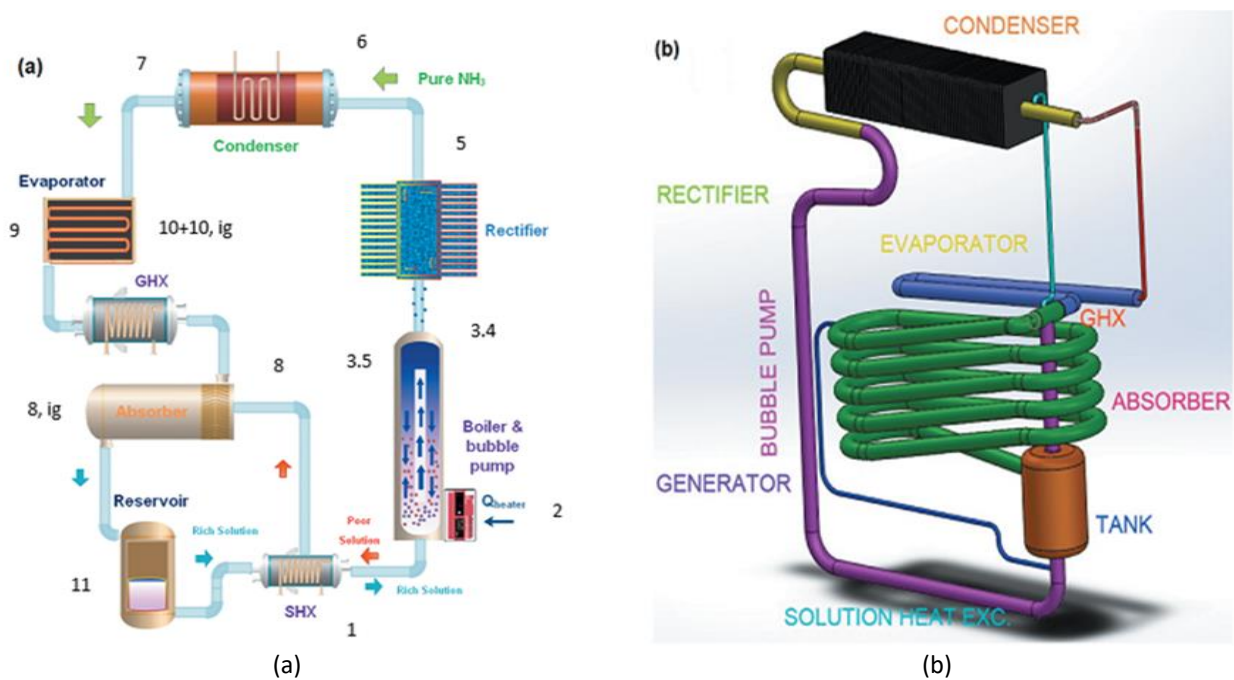 (a)
7
6
Pure NH₃
Condenser
5
Evaporator
9
10+10, ig
Rectifier
GHX
3.4
3.5
8
8, ig
Absorber
Boiler &
bubble
pump
Qheater
2
Reservoir
Rich Solution
Poor
Solution
11
Rich Solution
SHX
1
(a)
(b)
CONDENSER
RECTIFIER
EVAPORATOR
BUBBLE PUMP
GHX
ABSORBER
GENERATOR
TANK
SOLUTION HEAT EXC.
(b)